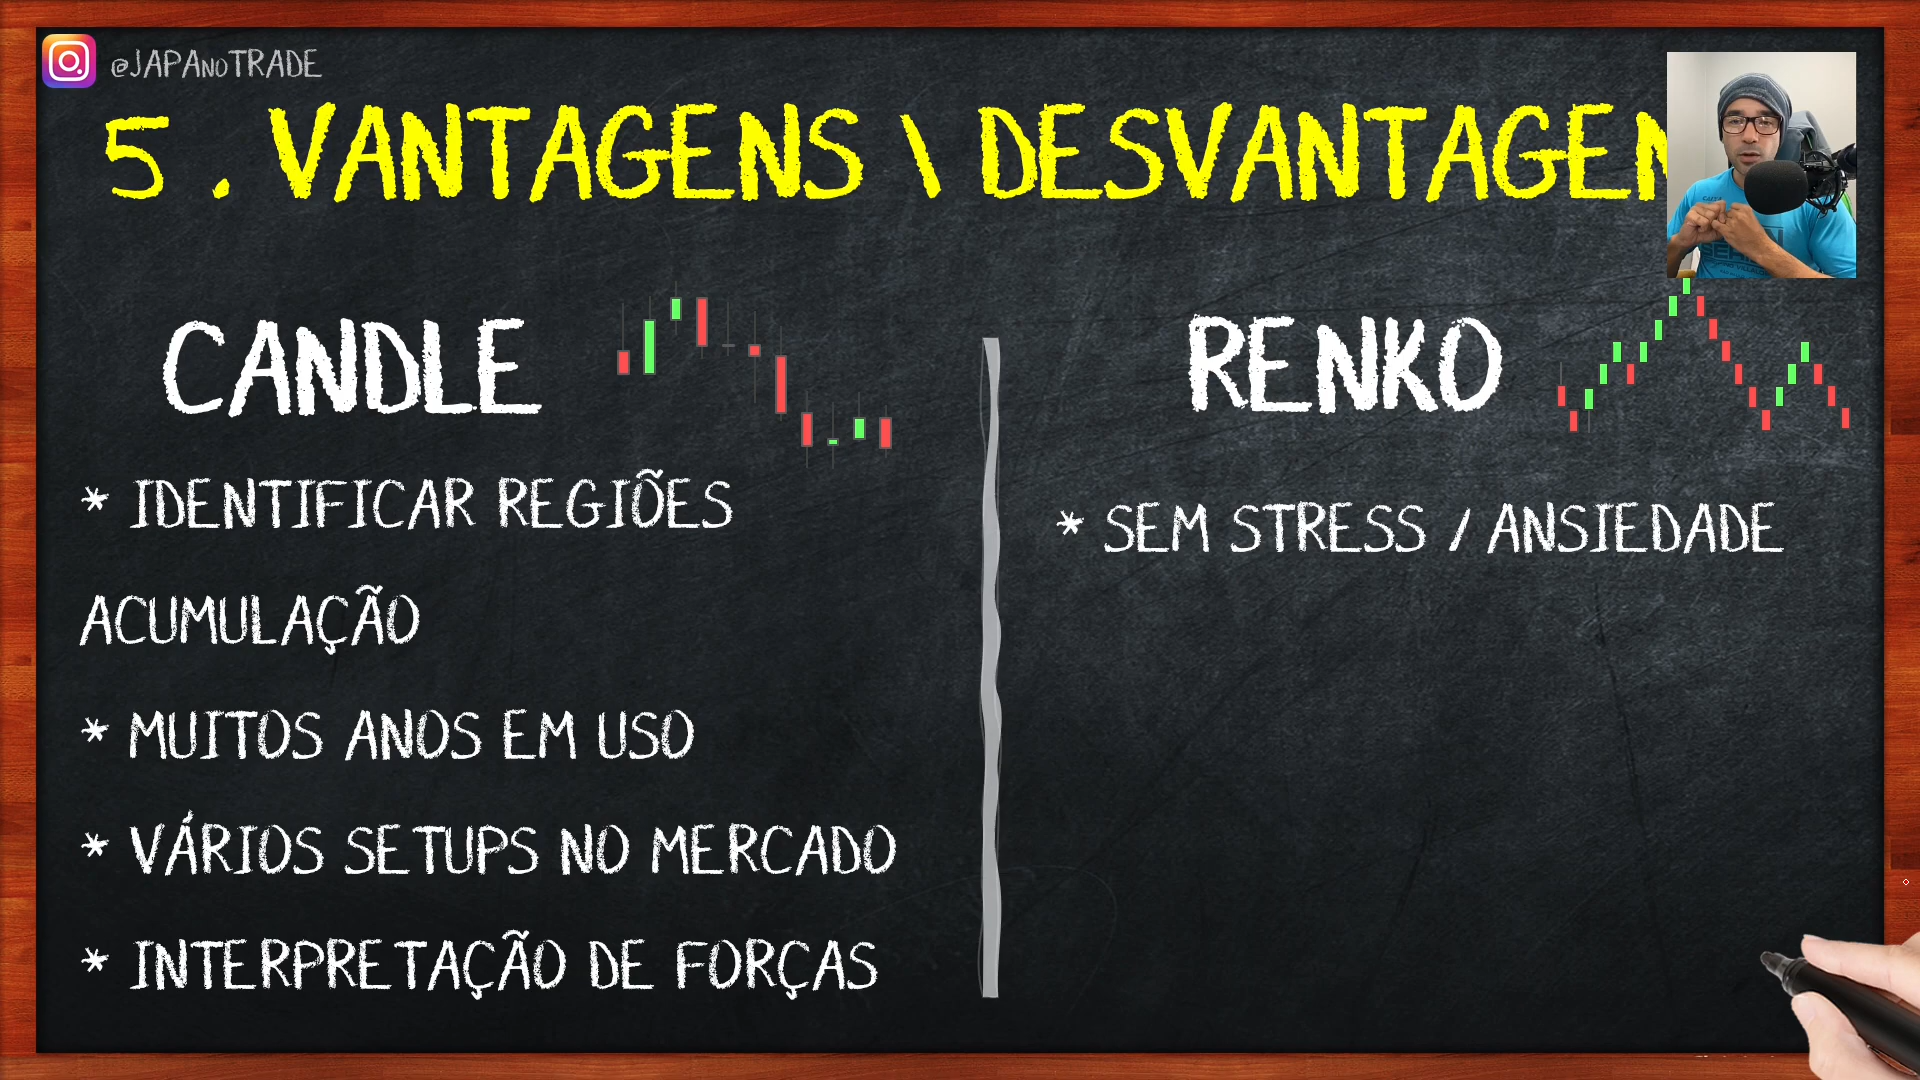 @JAPANOTRADE
5 . VANTAGENS \ DESVANTAGEN
CANDLE
RENKO
* IDENTIFICAR REGIÕES
ACUMULAÇÃO
* MUITOS ANOS EM USO
* VÁRIOS SETUPS NO MERCADO
* INTERPRETAÇÃO DE FORÇAS
* SEM STRESS / ANSIEDADE